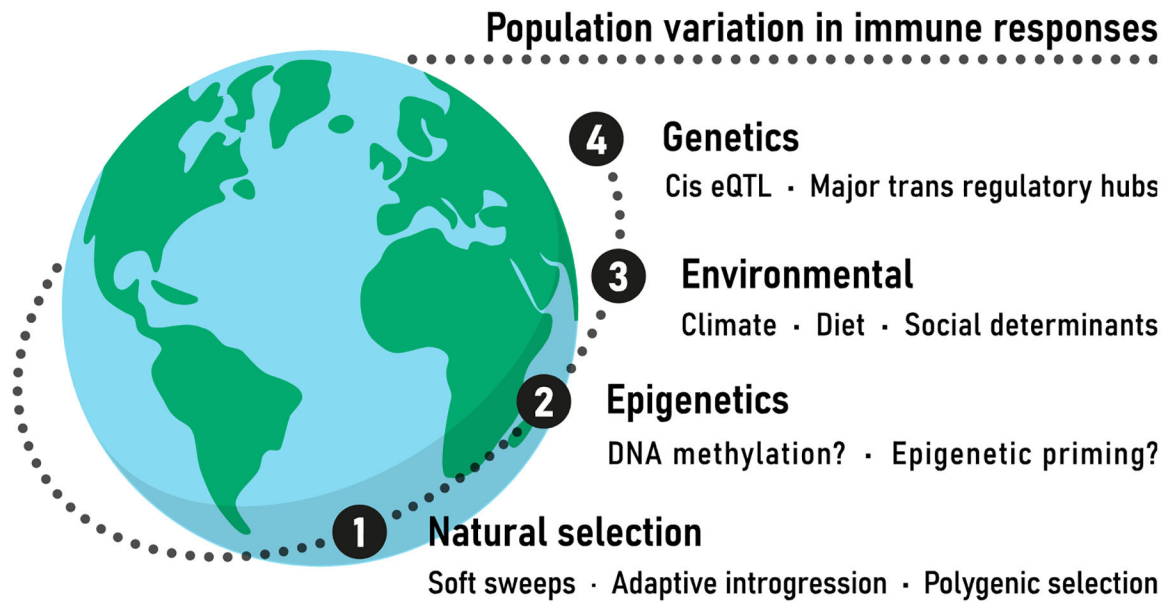 Population variation in immune responses
4 Genetics
Cis eQTL · Major trans regulatory hubs
3 Environmental
Climate · Diet · Social determinants
2 Epigenetics
DNA methylation? · Epigenetic priming?
1 Natural selection
Soft sweeps · Adaptive introgression · Polygenic selection